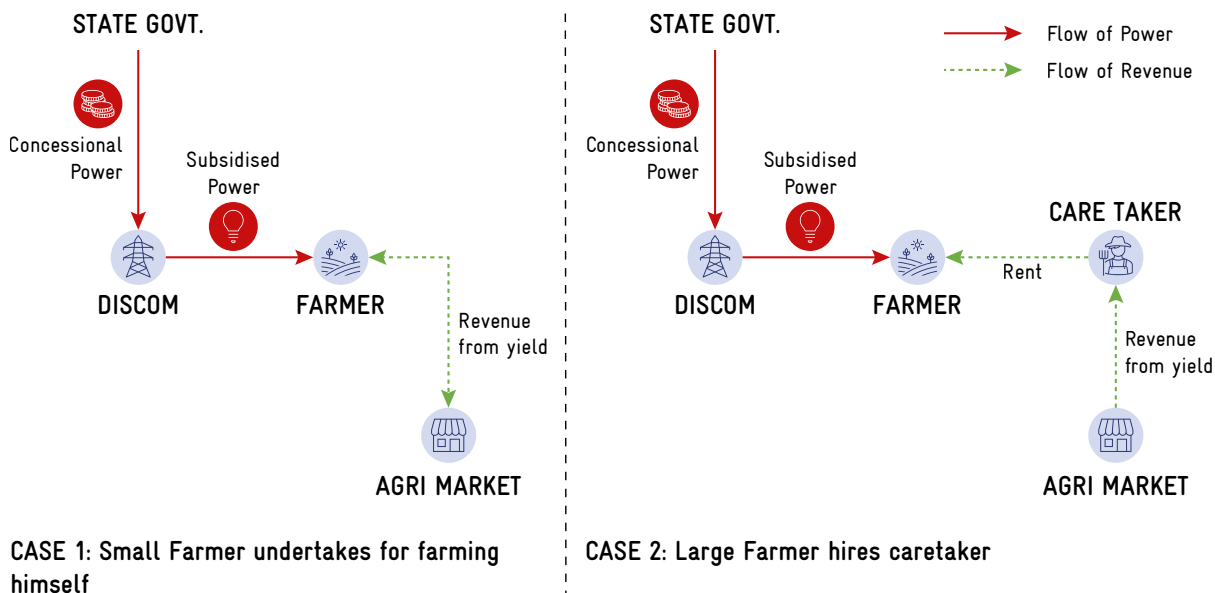 STATE GOVT.
Concessional
Power
Subsidised
Power
DISCOM
FARMER
Revenue
from yield
AGRI MARKET
CASE 1: Small Farmer undertakes for farming
himself
STATE GOVT.
Flow of Power
Flow of Revenue
Concessional
Power
Subsidised
Power
CARE TAKER
Rent
DISCOM
FARMER
Revenue
from yield
AGRI MARKET
CASE 2: Large Farmer hires caretaker